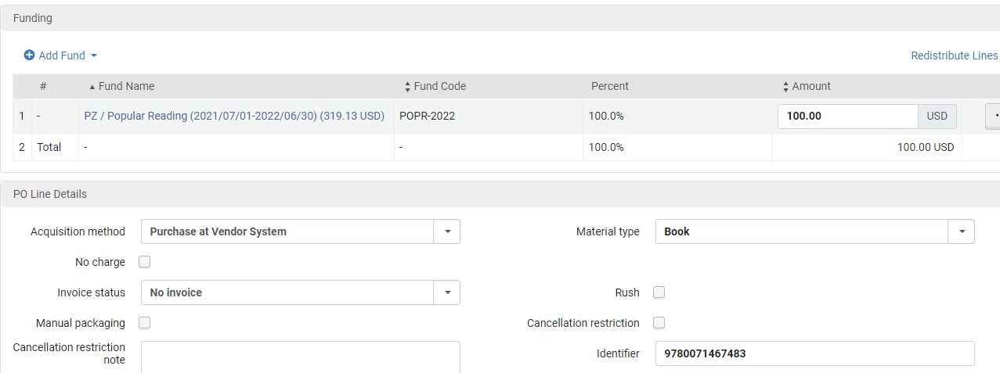 Funding
Add Fund Redistribute Lines
# Fund Name Fund Code Percent Amount
1 - PZ / Popular Reading (2021/07/01-2022/06/30) (319.13 USD) POPR-2022 100.0% 100.00 USD
2 Total - - 100.0% 100.00 USD
PO Line Details
Acquisition method Purchase at Vendor System Material type Book
No charge
Invoice status No invoice Rush
Manual packaging Cancellation restriction
Cancellation restriction
note Identifier 9780071467483